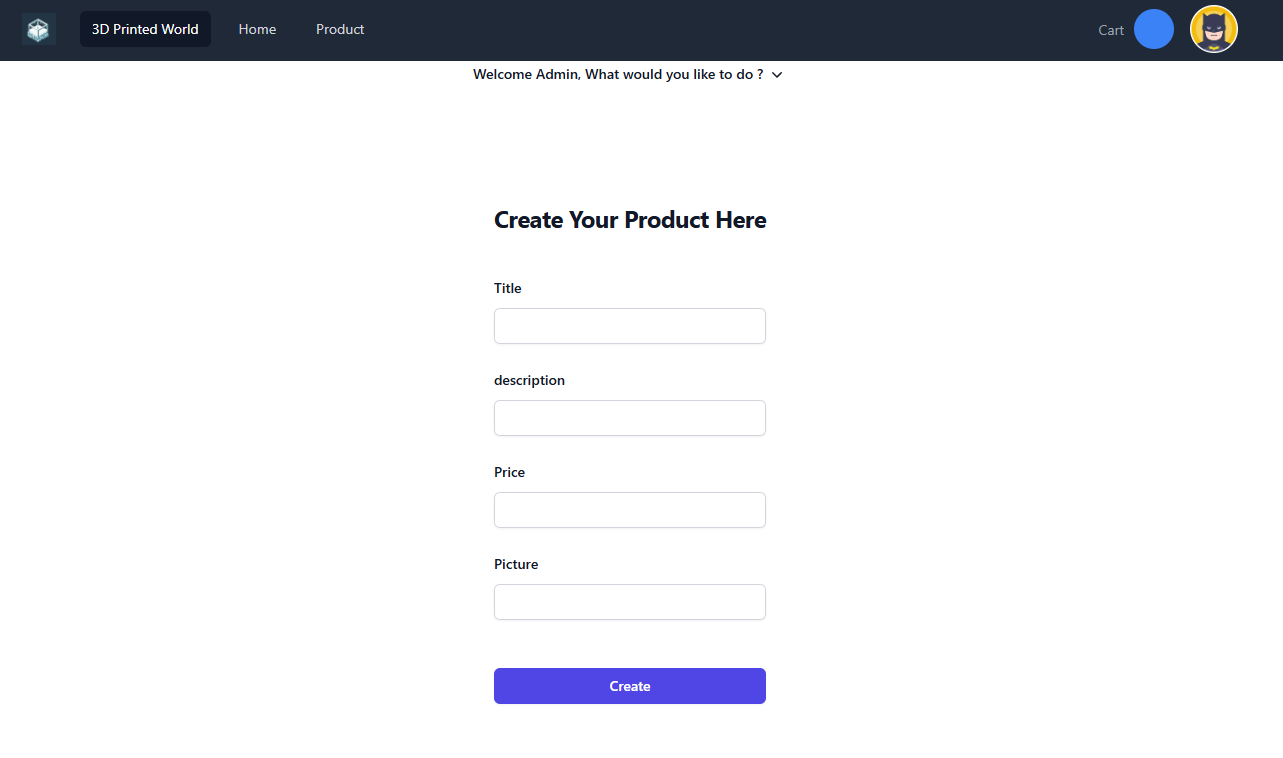 3D Printed World
Home
Product
Cart
Welcome Admin, What would you like to do ?
Create Your Product Here
Title
description
Price
Picture
Create